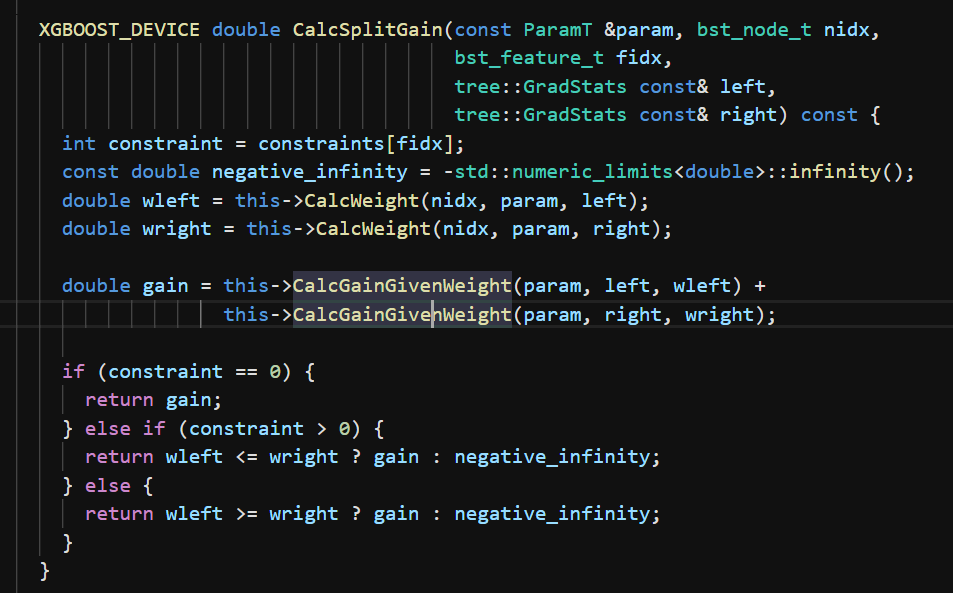 XGBOOST_DEVICE double CalcSplitGain(const ParamT &param, bst_node_t nidx,
bst_feature_t fidx,
tree::GradStats const& left,
tree::GradStats const& right) const {
int constraint = constraints[fidx];
const double negative_infinity = -std::numeric_limits<double>::infinity();
double wleft = this->CalcWeight(nidx, param, left);
double wright = this->CalcWeight(nidx, param, right);
double gain = this->CalcGainGivenWeight(param, left, wleft) +
this->CalcGainGivenWeight(param, right, wright);
if (constraint == 0) {
return gain;
} else if (constraint > 0) {
return wleft <= wright ? gain : negative_infinity;
} else {
return wleft >= wright ? gain : negative_infinity;
}
}